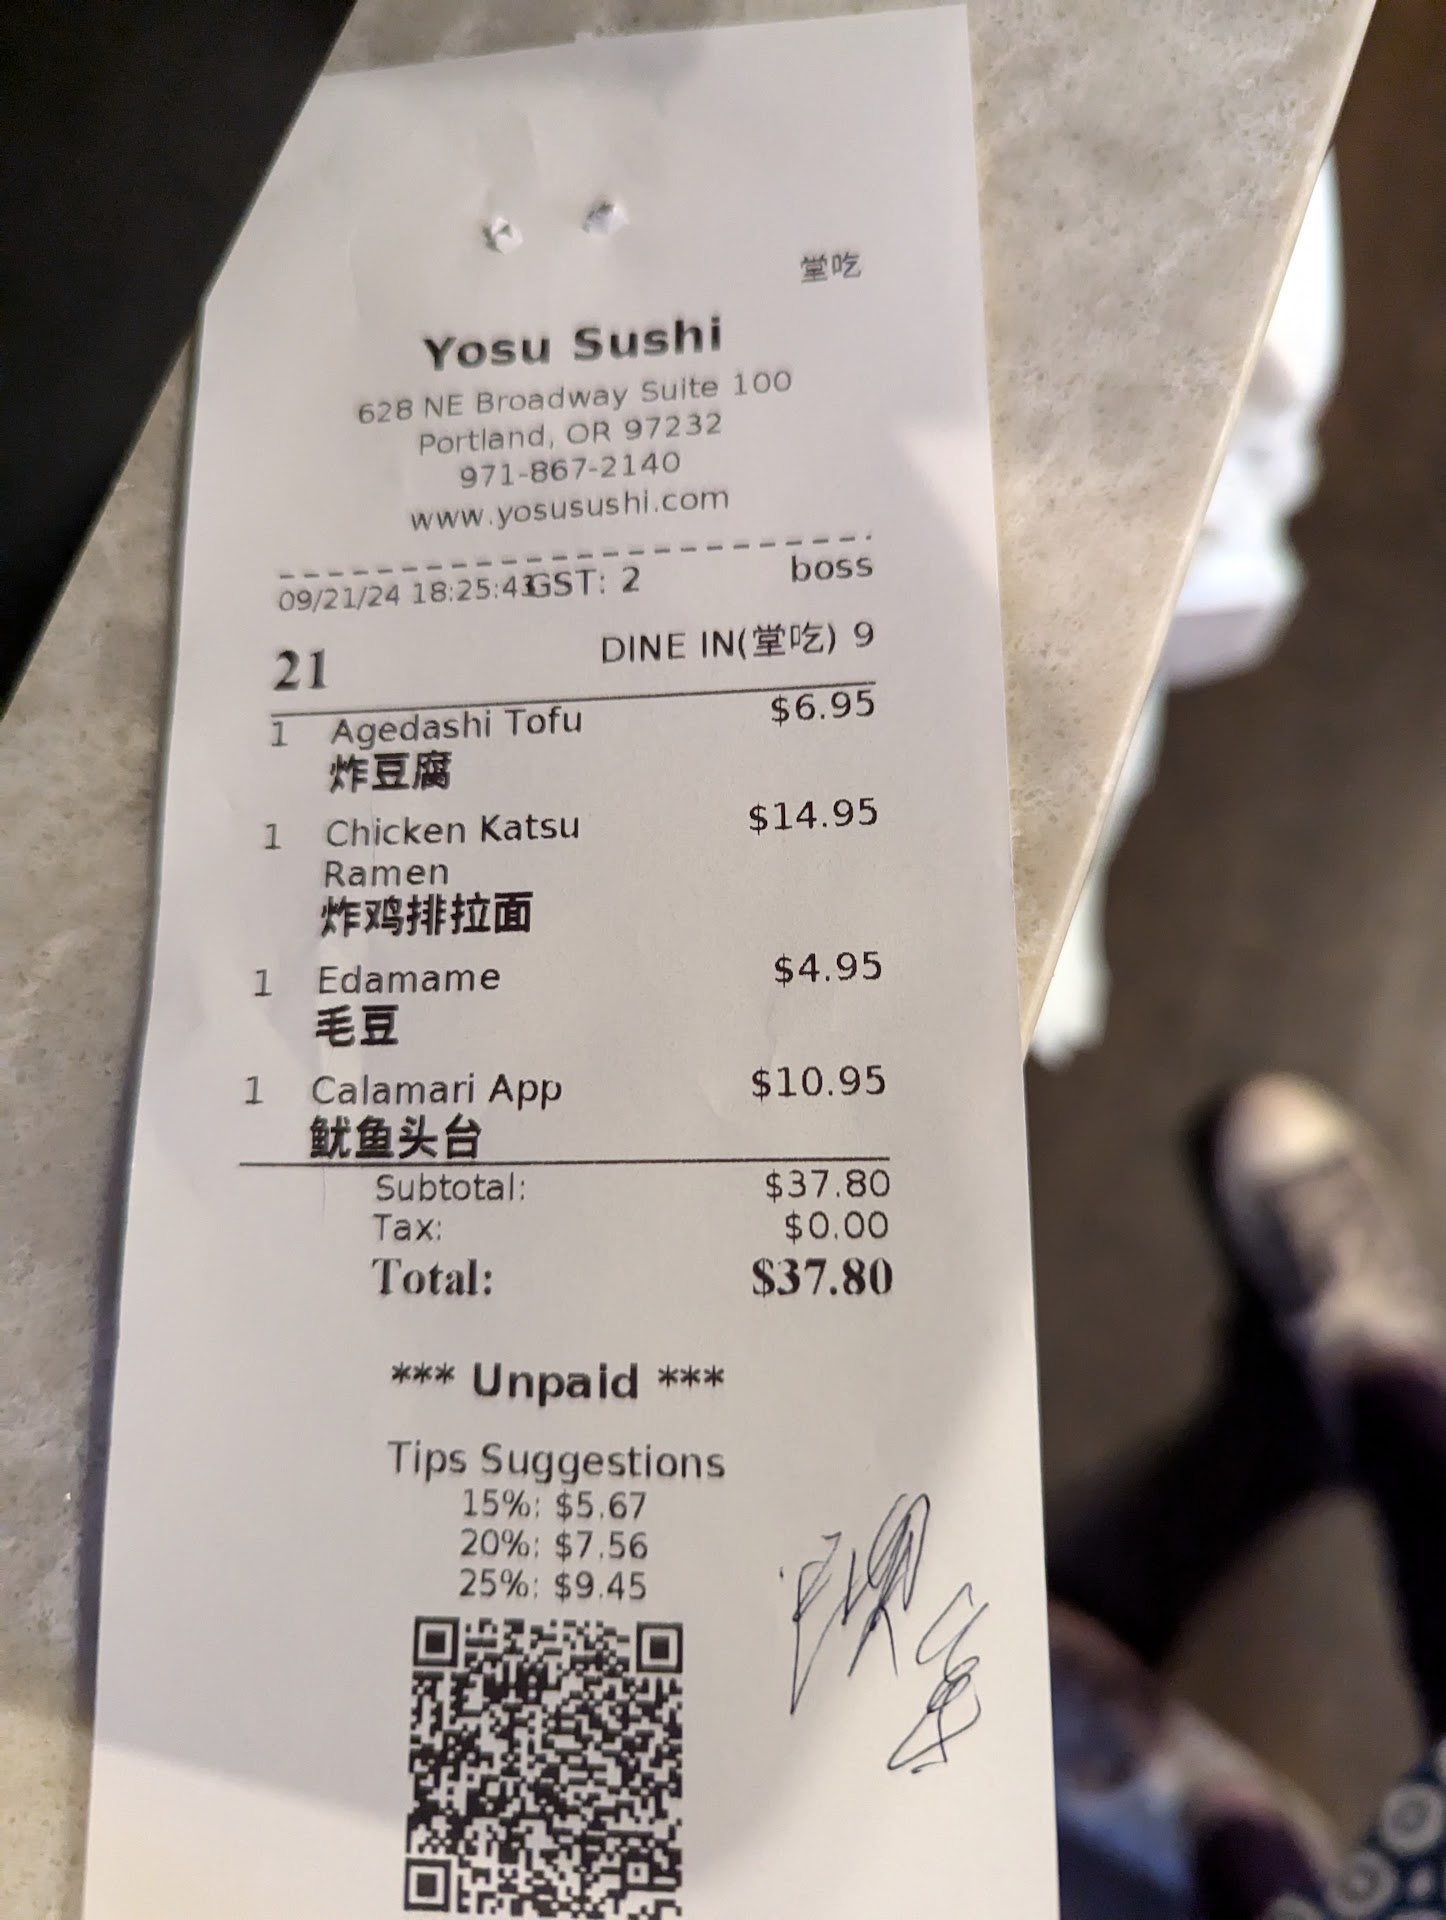 堂吃
Yosu Sushi
628 NE Broadway Suite 100
Portland, OR 97232
971-867-2140
www.yosusushi.com
09/21/24 18:25:43 GST: 2 boss
21 DINE IN(堂吃) 9
1 Agedashi Tofu $6.95
炸豆腐
1 Chicken Katsu $14.95
Ramen
炸鸡排拉面
1 Edamame $4.95
毛豆
1 Calamari App $10.95
鱿鱼头台
Subtotal: $37.80
Tax: $0.00
Total: $37.80
*** Unpaid ***
Tips Suggestions
15%: $5.67
20%: $7.56
25%: $9.45